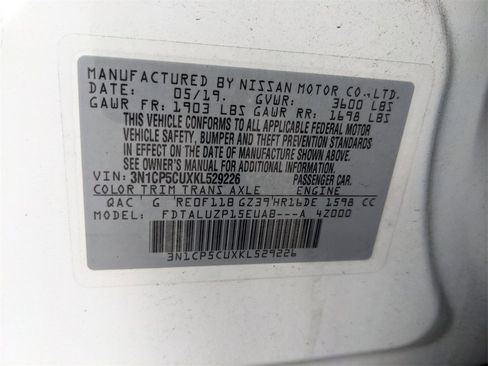 MANUFACTURED BY NISSAN MOTOR CO.,LTD.
DATE: 05/19. GVWR: 3600 LBS
GAWR FR: 1903 LBS GAWR RR: 1698 LBS
THIS VEHICLE CONFORMS TO ALL APPLICABLE FEDERAL MOTOR
VEHICLE SAFETY, BUMPER AND THEFT PREVENTION STANDARDS
IN EFFECT ON THE DATE OF MANUFACTURE SHOWN ABOVE.
SEE OWNER'S MANUAL FOR ADDITIONAL INFORMATION
VIN: 3N1CP5CUXKL529226 PASSENGER CAR.
COLOR TRIM TRANS AXLE ENGINE
QAC' G 'RE0F11B GZ39'HR16DE 1598 CC
MODEL: FDTALUZP15EUAB---A 42000
3N1CP5CUXKL529226